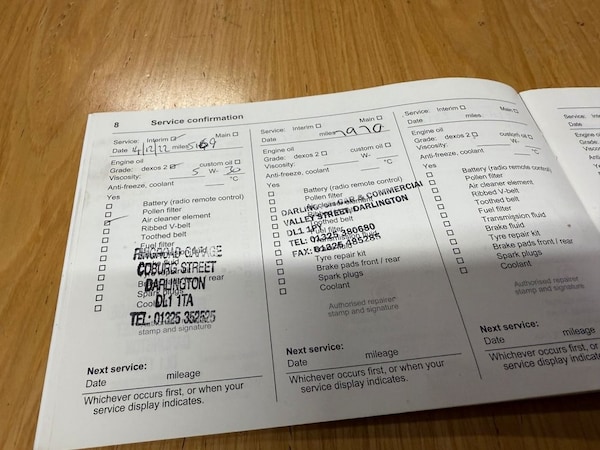 8 Service confirmation
Service: Interim Main
Date 14/12/22 miles 5169
Engine oil
Grade: dexos 2 custom oil
Viscosity: 5 W- 30
Anti-freeze, coolant °C
Yes
Battery (radio remote control)
Pollen filter
Air cleaner element
Ribbed V-belt
Toothed belt
Fuel filter
GARAGE
COBURG STREET
DARLINGTON
DL1 1TA
TEL: 01325 352525
Spark plugs
stamp and signature
Next service:
Date mileage
Whichever occurs first, or when your
service display indicates.
Service: Interim Main
Date miles 7970
Engine oil
Grade: dexos 2 custom oil
Viscosity: W-
Anti-freeze, coolant °C
Yes
Battery (radio remote control)
Pollen filter
CAR & COMMERCIAL
VALLEY STREET, DARLINGTON
DL1 1PY
TEL: 01325 380680
FAX: 01325
Tyre repair kit
Brake pads front / rear
Spark plugs
Coolant
Authorised repairer
stamp and signature
Next service:
Date mileage
Whichever occurs first, or when your
service display indicates.
Service: Interim Main
Date miles
Engine oil
Grade: dexos 2 custom oil
Viscosity: W-
Anti-freeze, coolant °C
Yes
Battery (radio remote control)
Pollen filter
Air cleaner element
Ribbed V-belt
Toothed belt
Fuel filter
Transmission fluid
Brake fluid
Tyre repair kit
Brake pads front / rear
Spark plugs
Coolant
Authorised repairer
stamp and signature
Next service:
Date mileage
Whichever occurs first, or
service display indicates.